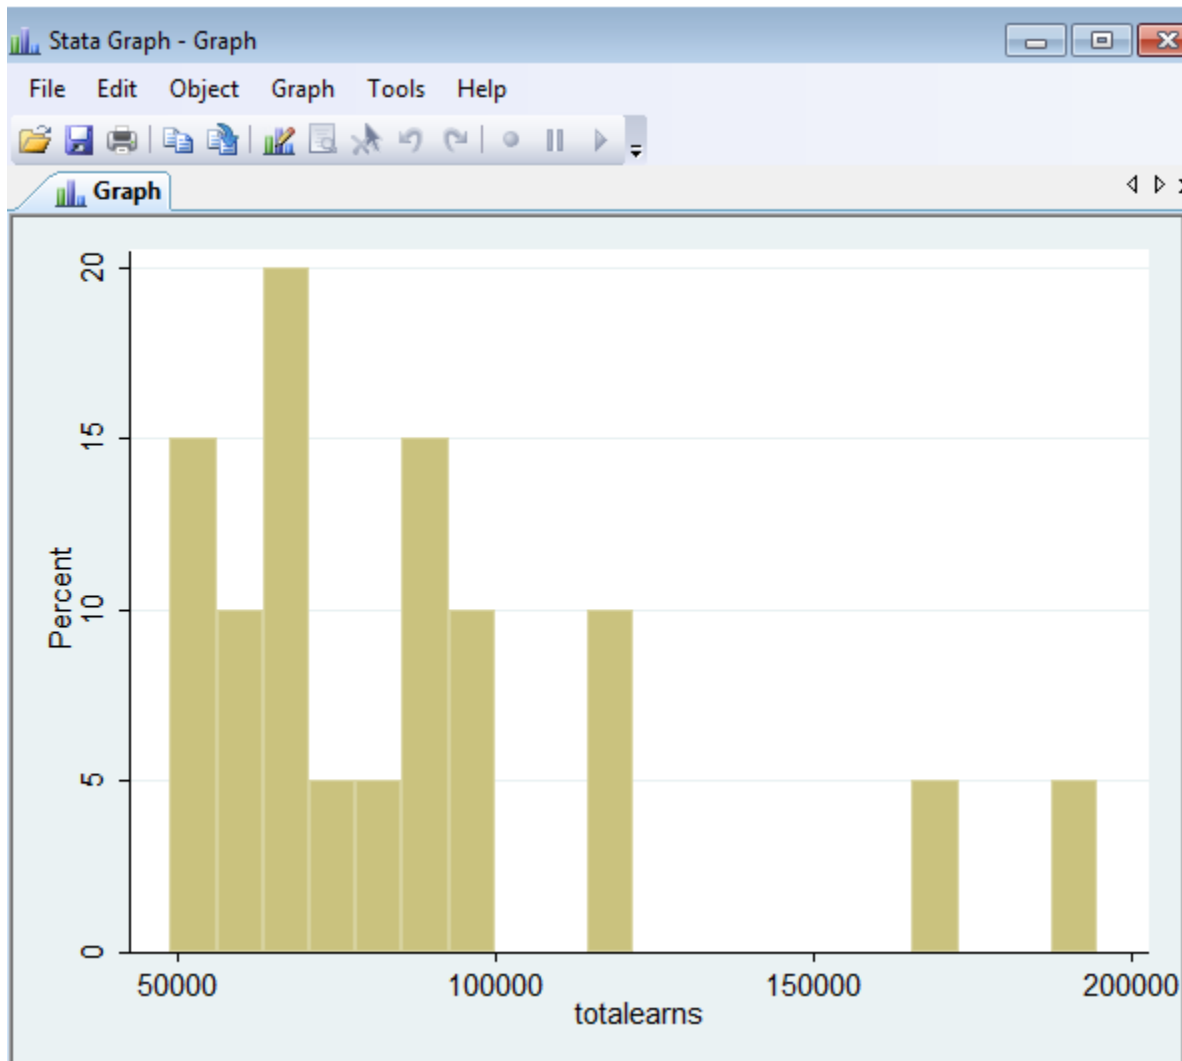 Stata Graph - Graph
File Edit Object Graph Tools Help
Graph
20
15
10
5
0
Percent
50000 100000 150000 200000
totalearns